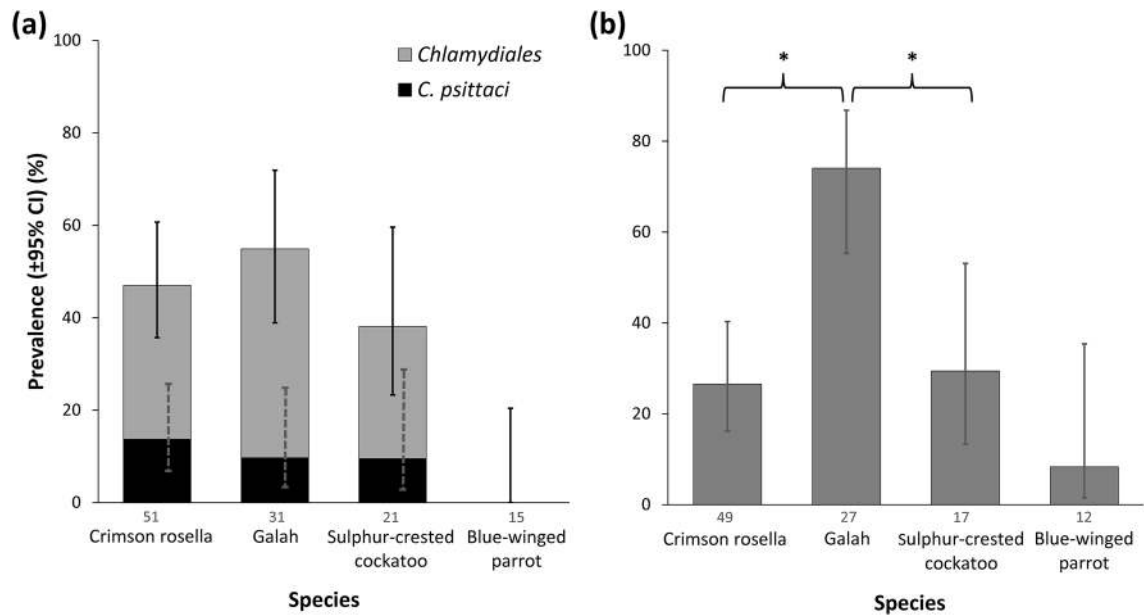 (a)
100
80
60
40
20
0
Prevalence (±95% CI) (%)
Chlamydiales
C. psittaci
51
31
21
15
Crimson rosella
Galah
Sulphur-crested
cockatoo
Blue-winged
parrot
Species
(b)
100
80
60
40
20
0
*
*
49
27
17
12
Crimson rosella
Galah
Sulphur-crested
cockatoo
Blue-winged
parrot
Species